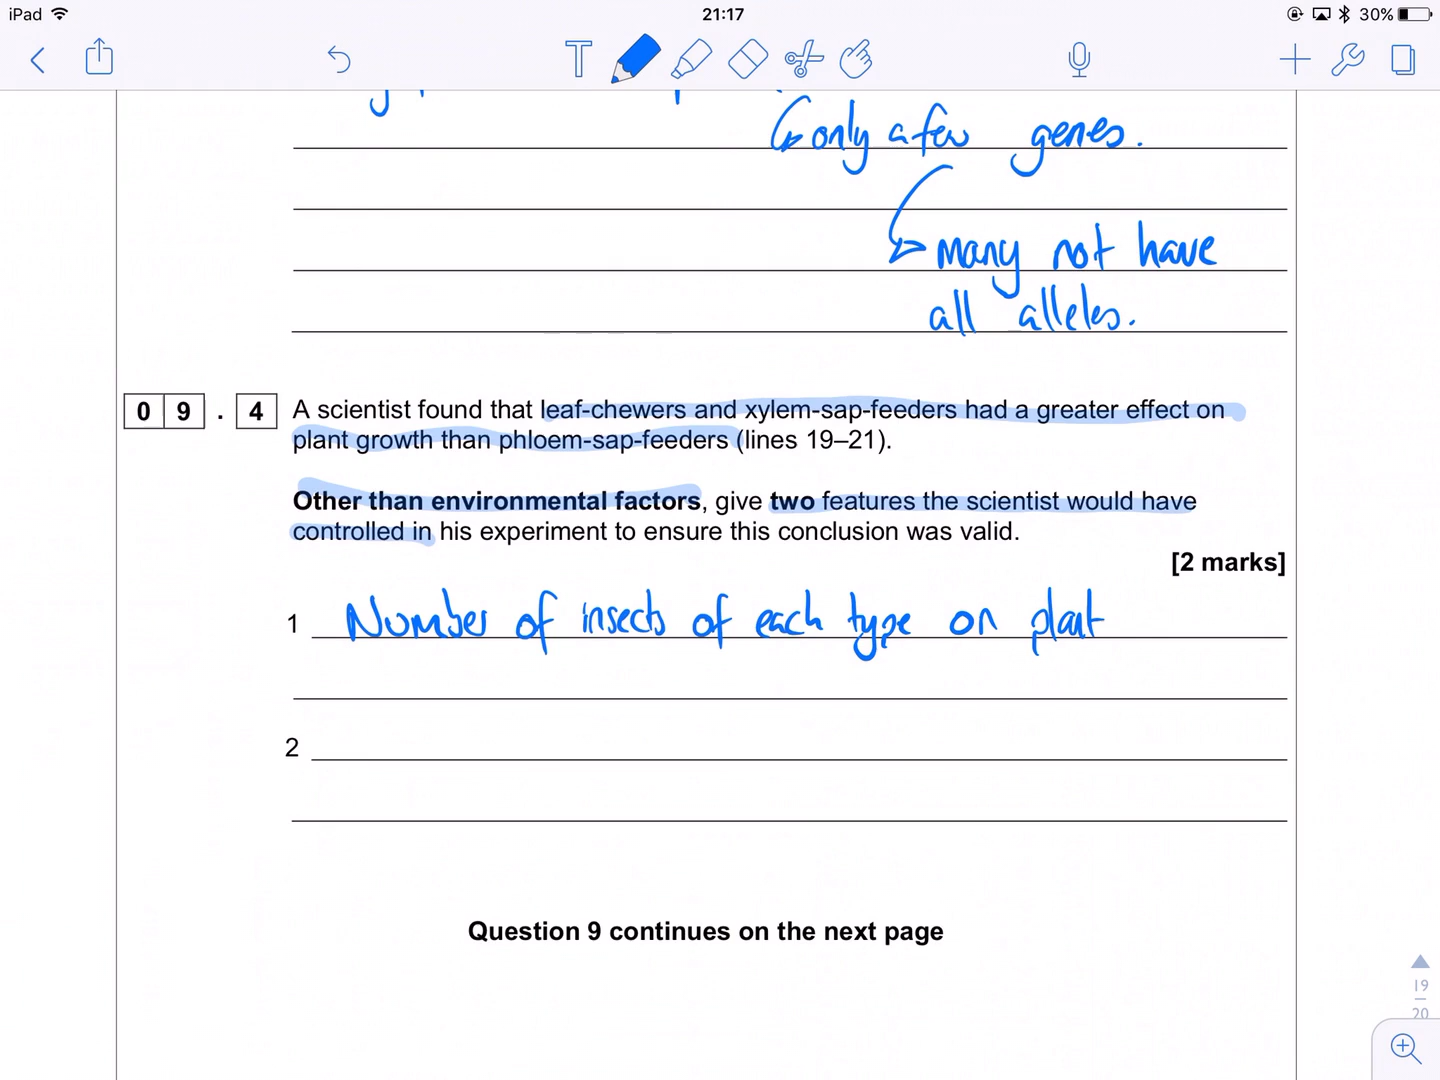 iPad
21:17
30%
only a few genes.
many not have
all alleles.
0 9 . 4 A scientist found that leaf-chewers and xylem-sap-feeders had a greater effect on
plant growth than phloem-sap-feeders (lines 19–21).
Other than environmental factors, give two features the scientist would have
controlled in his experiment to ensure this conclusion was valid.
[2 marks]
1 Number of insects of each type on plant
2
Question 9 continues on the next page
19
20